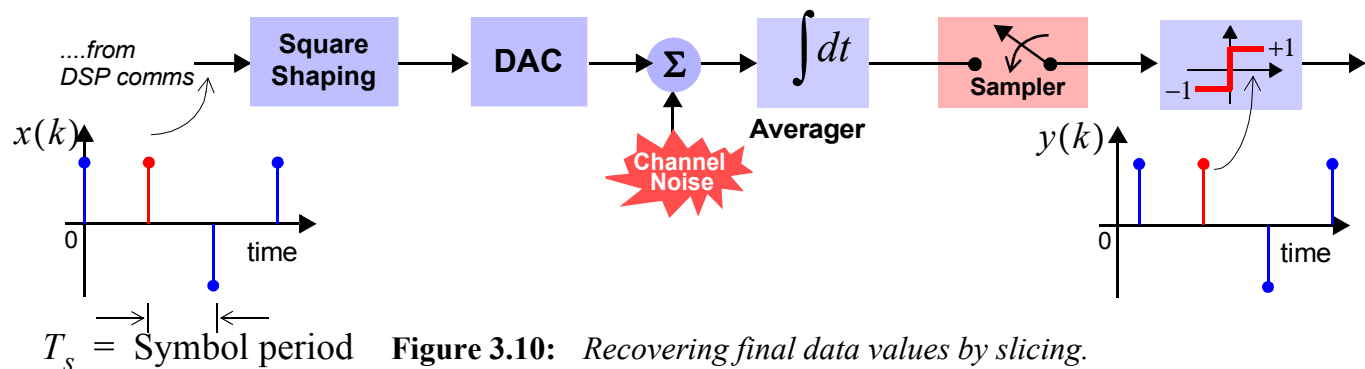 ....from
DSP comms
Square
Shaping
DAC
Σ
∫ dt
Averager
Sampler
+1
−1
Channel
Noise
x(k)
0
time
y(k)
0
time
T_s = Symbol period Figure 3.10: Recovering final data values by slicing.